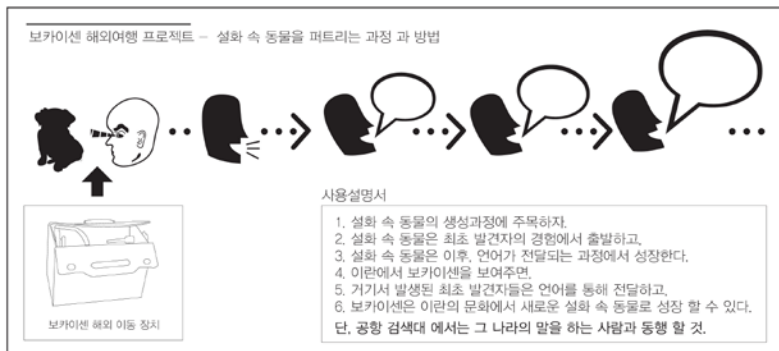 보카이센 해외여행 프로젝트 – 설화 속 동물을 퍼트리는 과정 과 방법
보카이센 해외 이동 장치
사용설명서
1. 설화 속 동물의 생성과정에 주목하자.
2. 설화 속 동물은 최초 발견자의 경험에서 출발하고,
3. 설화 속 동물은 이후, 언어가 전달되는 과정에서 성장한다.
4. 이란에서 보카이센을 보여주면,
5. 거기서 발생된 최초 발견자들은 언어를 통해 전달하고,
6. 보카이센은 이란의 문화에서 새로운 설화 속 동물로 성장 할 수 있다.
단, 공항 검색대 에서는 그 나라의 말을 하는 사람과 동행 할 것.